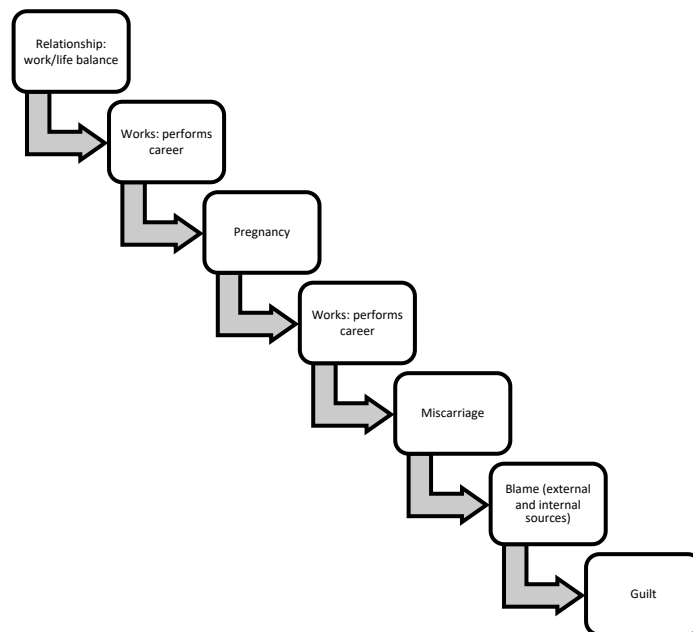 Relationship:
work/life balance
Works: performs
career
Pregnancy
Works: performs
career
Miscarriage
Blame (external
and internal
sources)
Guilt